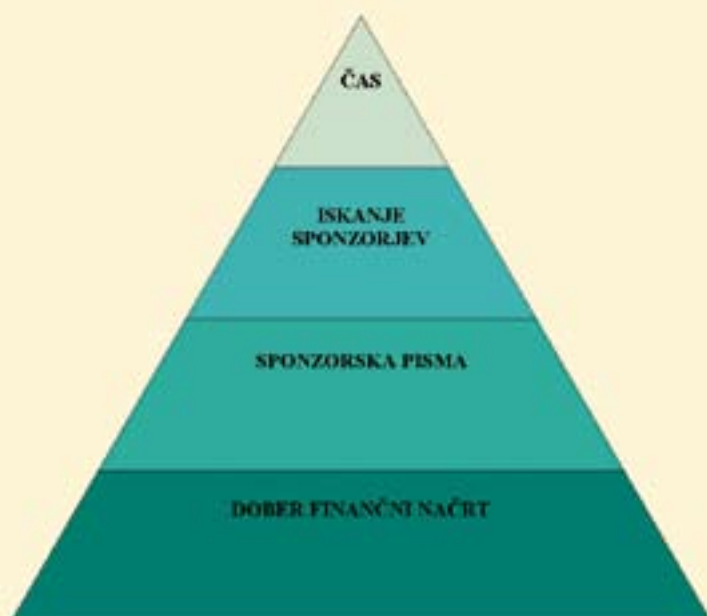 ČAS
ISKANJE
SPONZORJEV
SPONZORSKA PISMA
DOBER FINANČNI NAČRT